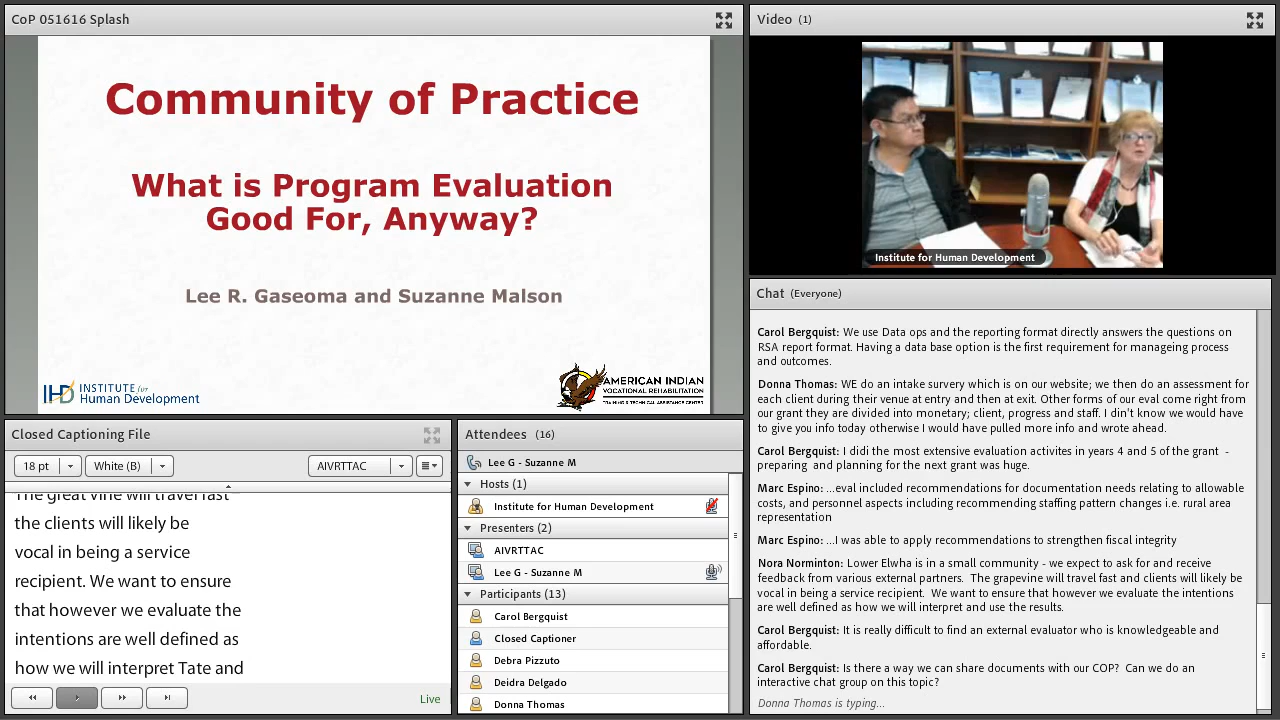 CoP 051616 Splash
Community of Practice
What is Program Evaluation
Good For, Anyway?
Lee R. Gaseoma and Suzanne Malson
IHD INSTITUTE for
Human Development
AMERICAN INDIAN
VOCATIONAL REHABILITATION
TRAINING & TECHNICAL ASSISTANCE CENTER
Video (1)
Institute for Human Development
Chat (Everyone)
Carol Bergquist: We use Data ops and the reporting format directly answers the questions on
RSA report format. Having a data base option is the first requirement for manageing process
and outcomes.
Donna Thomas: WE do an intake survery which is on our website; we then do an assessment for
each client during their venue at entry and then at exit. Other forms of our eval come right from
our grant they are divided into monetary; client, progress and staff. I din't know we would have
to give you info today otherwise I would have pulled more info and wrote ahead.
Carol Bergquist: I didi the most extensive evaluation activites in years 4 and 5 of the grant -
preparing and planning for the next grant was huge.
Marc Espino: ...eval included recommendations for documentation needs relating to allowable
costs, and personnel aspects including recommending staffing pattern changes i.e. rural area
representation
Marc Espino: ...I was able to apply recommendations to strengthen fiscal integrity
Nora Norminton: Lower Elwha is in a small community - we expect to ask for and receive
feedback from various external partners. The grapevine will travel fast and clients will likely be
vocal in being a service recipient. We want to ensure that however we evaluate the intentions
are well defined as how we will interpret and use the results.
Carol Bergquist: It is really difficult to find an external evaluator who is knowledgeable and
affordable.
Carol Bergquist: Is there a way we can share documents with our COP? Can we do an
interactive chat group on this topic?
Donna Thomas is typing...
Closed Captioning File
18 pt
White (B)
AIVRTTAC
The great vine will travel fast –
the clients will likely be
vocal in being a service
recipient. We want to ensure
that however we evaluate the
intentions are well defined as
how we will interpret Tate and
Live
Attendees (16)
Lee G - Suzanne M
Hosts (1)
Institute for Human Development
Presenters (2)
AIVRTTAC
Lee G - Suzanne M
Participants (13)
Carol Bergquist
Closed Captioner
Debra Pizzuto
Deidra Delgado
Donna Thomas